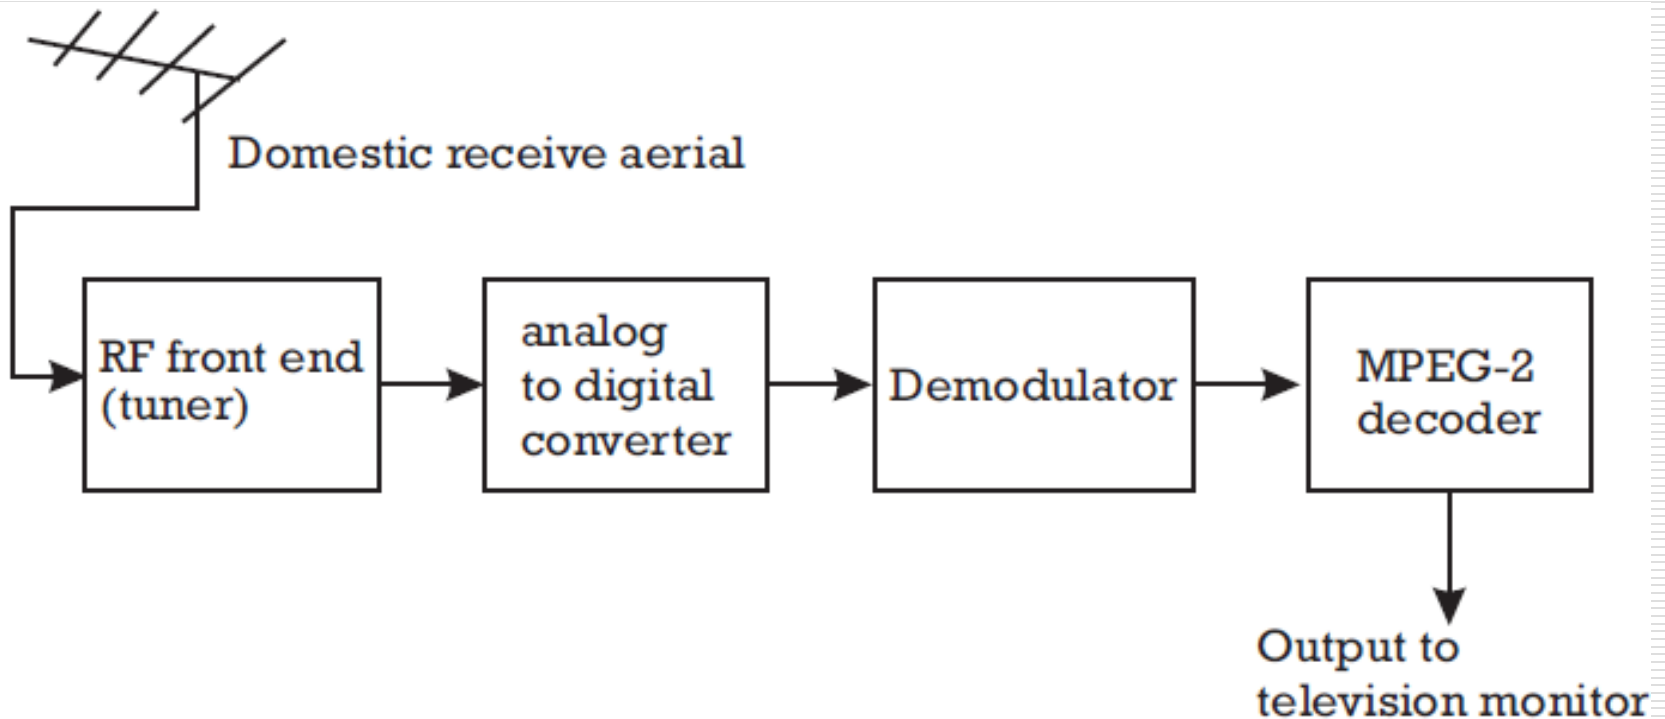 Domestic receive aerial
RF front end
(tuner)
analog
to digital
converter
Demodulator
MPEG-2
decoder
Output to
television monitor